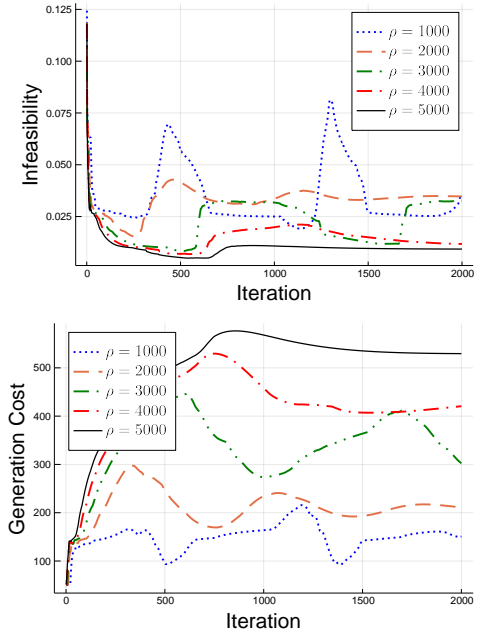 0.125
0.100
0.075
0.050
0.025
Infeasibility
ρ = 1000
ρ = 2000
ρ = 3000
ρ = 4000
ρ = 5000
0 500 1000 1500 2000
Iteration
500
400
300
200
100
Generation Cost
ρ = 1000
ρ = 2000
ρ = 3000
ρ = 4000
ρ = 5000
0 500 1000 1500 2000
Iteration